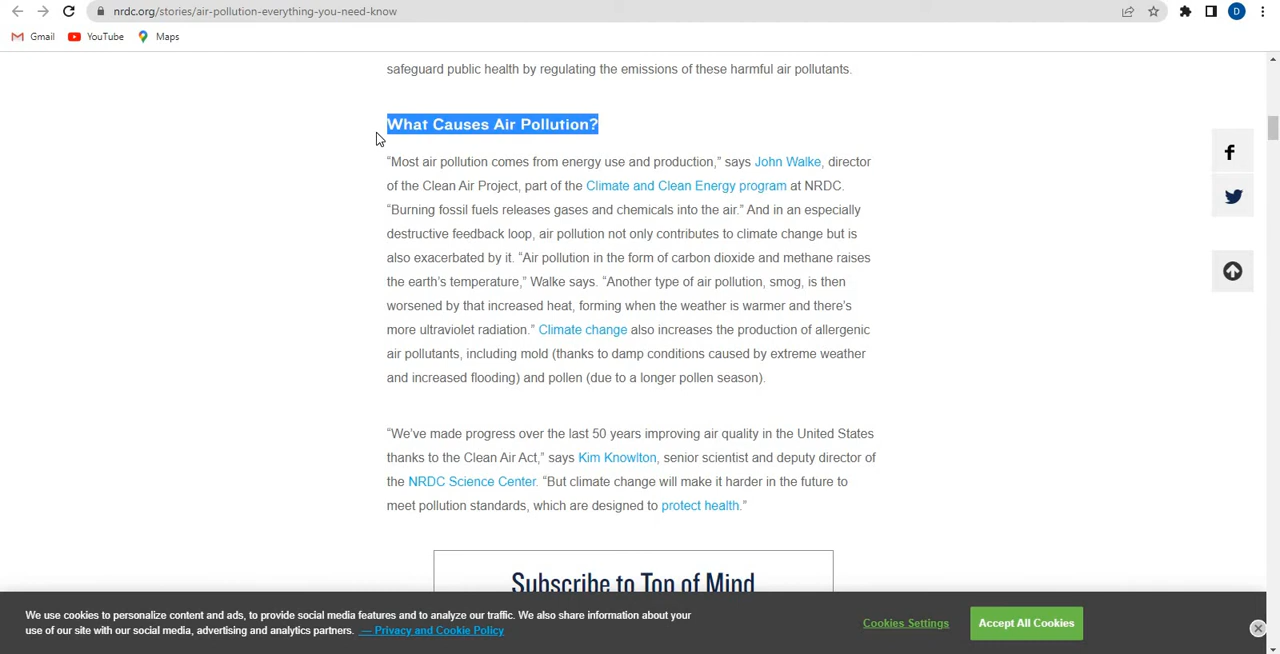 nrdc.org/stories/air-pollution-everything-you-need-know
D
Gmail YouTube Maps
safeguard public health by regulating the emissions of these harmful air pollutants.
What Causes Air Pollution?
“Most air pollution comes from energy use and production,” says John Walke, director
of the Clean Air Project, part of the Climate and Clean Energy program at NRDC.
“Burning fossil fuels releases gases and chemicals into the air.” And in an especially
destructive feedback loop, air pollution not only contributes to climate change but is
also exacerbated by it. “Air pollution in the form of carbon dioxide and methane raises
the earth’s temperature,” Walke says. “Another type of air pollution, smog, is then
worsened by that increased heat, forming when the weather is warmer and there’s
more ultraviolet radiation.” Climate change also increases the production of allergenic
air pollutants, including mold (thanks to damp conditions caused by extreme weather
and increased flooding) and pollen (due to a longer pollen season).
“We’ve made progress over the last 50 years improving air quality in the United States
thanks to the Clean Air Act,” says Kim Knowlton, senior scientist and deputy director of
the NRDC Science Center. “But climate change will make it harder in the future to
meet pollution standards, which are designed to protect health.”
Subscribe to Top of Mind
We use cookies to personalize content and ads, to provide social media features and to analyze our traffic. We also share information about your
use of our site with our social media, advertising and analytics partners. — Privacy and Cookie Policy
Cookies Settings
Accept All Cookies